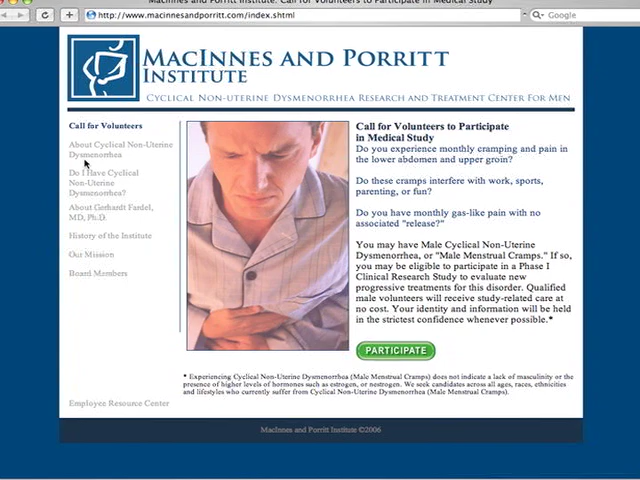 MacInnes and Porritt Institute: Call for Volunteers to Participate in Medical Study
http://www.macinnesandporritt.com/index.shtml
Google
MacInnes and Porritt
Institute
Cyclical Non-uterine Dysmenorrhea Research and Treatment Center For Men
Call for Volunteers
About Cyclical Non-Uterine
Dysmenorrhea
Do I Have Cyclical
Non-Uterine
Dysmenorrhea?
About Gerhardt Fardel,
MD, Ph.D.
History of the Institute
Our Mission
Board Members
Employee Resource Center
Call for Volunteers to Participate
in Medical Study
Do you experience monthly cramping and pain in
the lower abdomen and upper groin?
Do these cramps interfere with work, sports,
parenting, or fun?
Do you have monthly gas-like pain with no
associated "release?"
You may have Male Cyclical Non-Uterine
Dysmenorrhea, or "Male Menstrual Cramps." If so,
you may be eligible to participate in a Phase I
Clinical Research Study to evaluate new
progressive treatments for this disorder. Qualified
male volunteers will receive study-related care at
no cost. Your identity and information will be held
in the strictest confidence whenever possible.*
PARTICIPATE
* Experiencing Cyclical Non-Uterine Dysmenorrhea (Male Menstrual Cramps) does not indicate a lack of masculinity or the
presence of higher levels of hormones such as estrogen, or nestrogen. We seek candidates across all ages, races, ethnicities
and lifestyles who currently suffer from Cyclical Non-Uterine Dysmenorrhea (Male Menstrual Cramps).
MacInnes and Porritt Institute ©2006